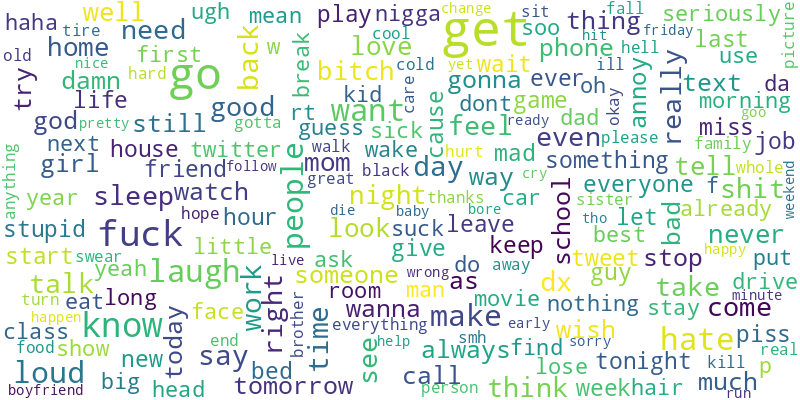 haha well ugh mean play nigga get change sit fall seriously
tire need soo thing hit friday picture
old home first back w break love cool phone hell last
nice damn go bitch cold yet wait ill use
try hard life good rt want kid care gonna ever oh annoy really text da
god pretty still gotta guess sick cause dont game okay morning goo
anything next house twitter people mom walk wake feel ready dad even please miss family job
girl friend follow great black day hurt mad something tell whole
year sleep watch night thanks way cry car school everyone f shit weekend
stupid hope hour die baby bore sister let bad already
fuck little look suck leave tho best never
start swear yeah laugh live ask give keep tweet stop happy put
talk work someone wrong do away as dx guy take drive
turn eat long right room man movie nothing stay minute
happen know face brother wanna make wish come
class today time everything early hate piss
food show new say end see help smh sorry find tonight real
loud big bed always lose kill p
boyfriend head tomorrow call person think week hair much run